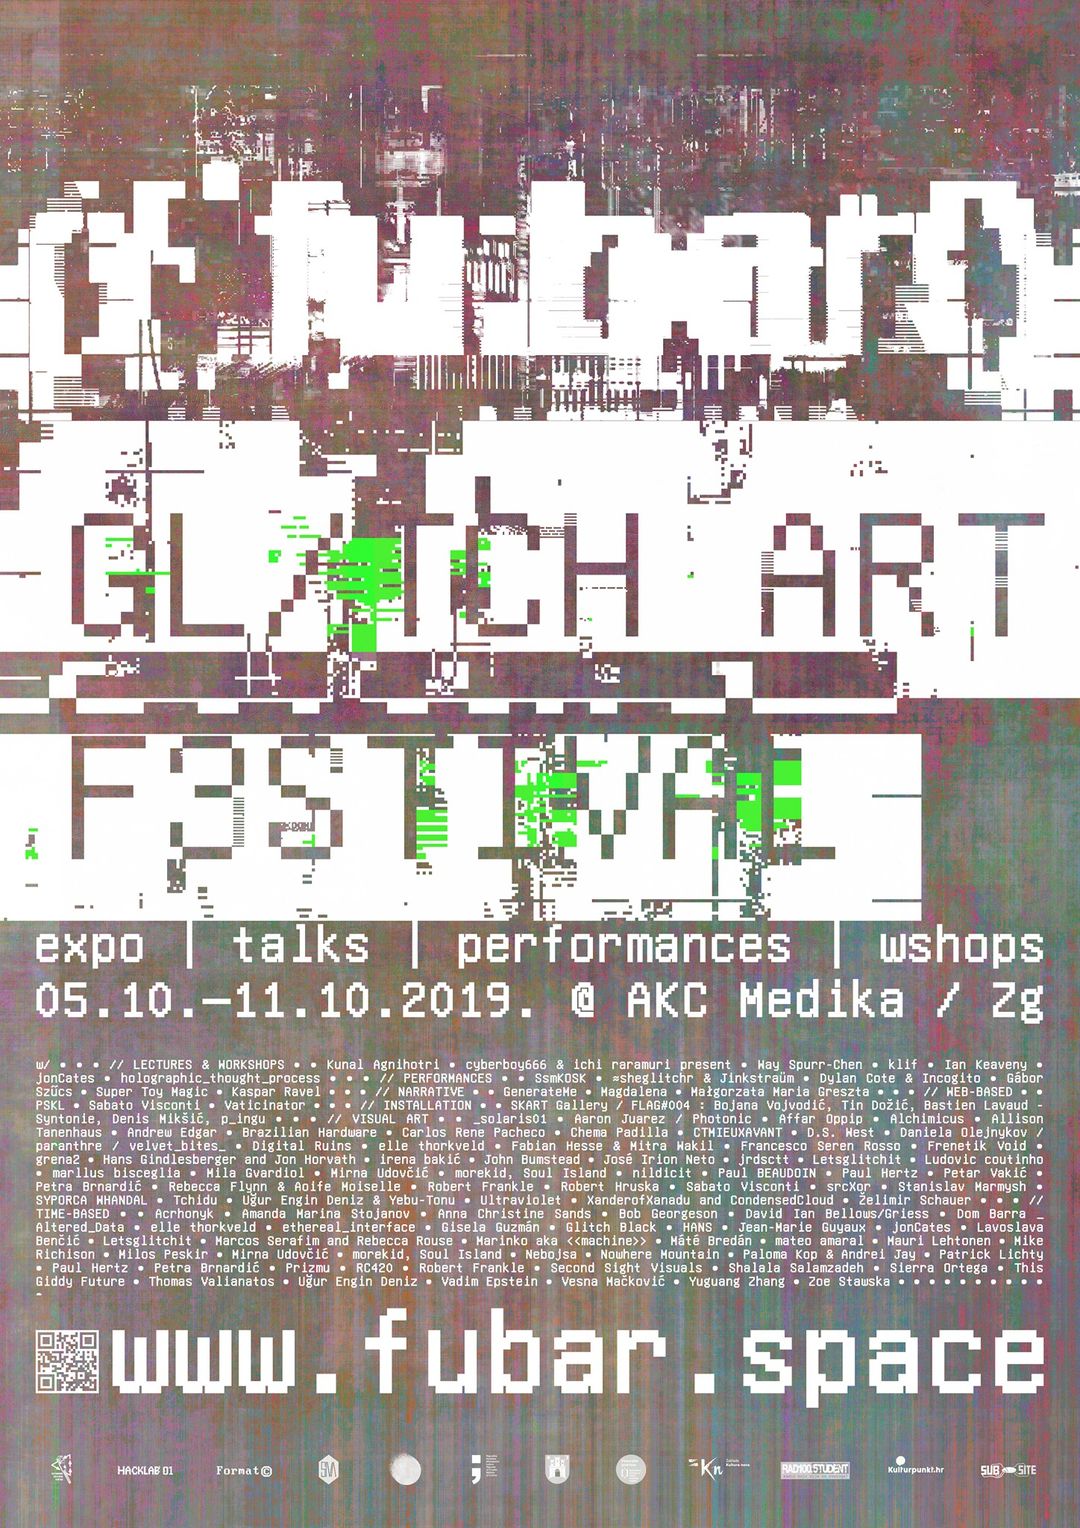 /'fu:bar/
GL/TCH ART
F3STIVAL
expo | talks | performances | wshops
05.10.—11.10.2019. @ AKC Medika / Zg
w/ • • • // LECTURES & WORKSHOPS • • Kunal Agnihotri • cyberboy666 & ichi raramuri present • Way Spurr-Chen • klif • Ian Keaveny •
jonCates • holographic_thought_process • • • // PERFORMANCES • • SsmKOSK • ≈sheglitchr & Jinkstraüm • Dylan Cote & Incogito • Gábor
Szűcs • Super Toy Magic • Kaspar Ravel • • • // NARRATIVE • • GenerateMe • Magdalena • Małgorzata Maria Greszta • • • // WEB-BASED • •
PSKL • Sabato Visconti • Vaticinator • • • // INSTALLATION • • SKART Gallery / FLAG#004 : Bojana Vojvodić, Tin Dožić, Bastien Lavaud -
Syntonie, Denis Mikšić, p_ingu • • • // VISUAL ART • • _solaris01 • Aaron Juarez / Photonic • Affar Oppip • Alchimicus • Allison
Tanenhaus • Andreu Edgar • Brazilian Hardware • Carlos Rene Pacheco • Chema Padilla • CTMIEUXAVANT • D.S. West • Daniela Olejnykov /
paranthre / velvet_bites_ • Digital Ruins • elle thorkveld • Fabian Hesse & Mitra Wakil • Francesco Seren Rosso • Frenetik Void •
grena2 • Hans Gindlesberger and Jon Horvath • irena bakić • John Bumstead • José Irion Neto • jrdsctt • Letsglitchit • Ludovic coutinho
• marllus bisceglia • Mila Gvardiol • Mirna Udovčić • morekid, Soul Island • nildicit • Paul BEAUDOIN • Paul Hertz • Petar Vakić •
Petra Brnardić • Rebecca Flynn & Aoife Moiselle • Robert Frankle • Robert Hruska • Sabato Visconti • srcXor • Stanislav Marmysh •
SYPORCA WHANDAL • Tchidu • Uğur Engin Deniz & Yebu-Tonu • Ultraviolet • XanderofXanadu and CondensedCloud • Želimir Schauer • • • //
TIME-BASED • • Acrhonyk • Amanda Marina Stojanov • Anna Christine Sands • Bob Georgeson • David Ian Bellows/Griess • Dom Barra _
Altered_Data • elle thorkveld • ethereal_interface • Gisela Guzmán • Glitch Black • HANS • Jean-Marie Guyaux • jonCates • Lavoslava
Benčić • Letsglitchit • Marcos Serafim and Rebecca Rouse • Marinko aka <<machine>> • Máté Bredán • mateo amaral • Mauri Lehtonen • Mike
Richison • Milos Peskir • Mirna Udovčić • morekid, Soul Island • Nebojsa • Nowhere Mountain • Paloma Kop & Andrei Jay • Patrick Lichty
• Paul Hertz • Petra Brnardić • Prizmu • RC420 • Robert Frankle • Second Sight Visuals • Shalala Salamzadeh • Sierra Ortega • This
Giddy Future • Thomas Valianatos • Uğur Engin Deniz • Vadim Epstein • Vesna Mačković • Yuguang Zhang • Zoe Stawska • • • • • • • • • •
www.fubar.space
HACKLAB 01
Format©
Kn
RADIO STUDENT
Kulturpunkt.hr
SUB SITE